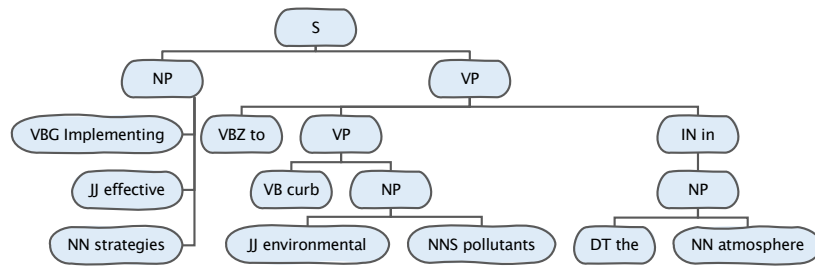 S
NP
VP
VBG Implementing
VBZ to
VP
IN in
JJ effective
VB curb
NP
NP
NN strategies
JJ environmental
NNS pollutants
DT the
NN atmosphere